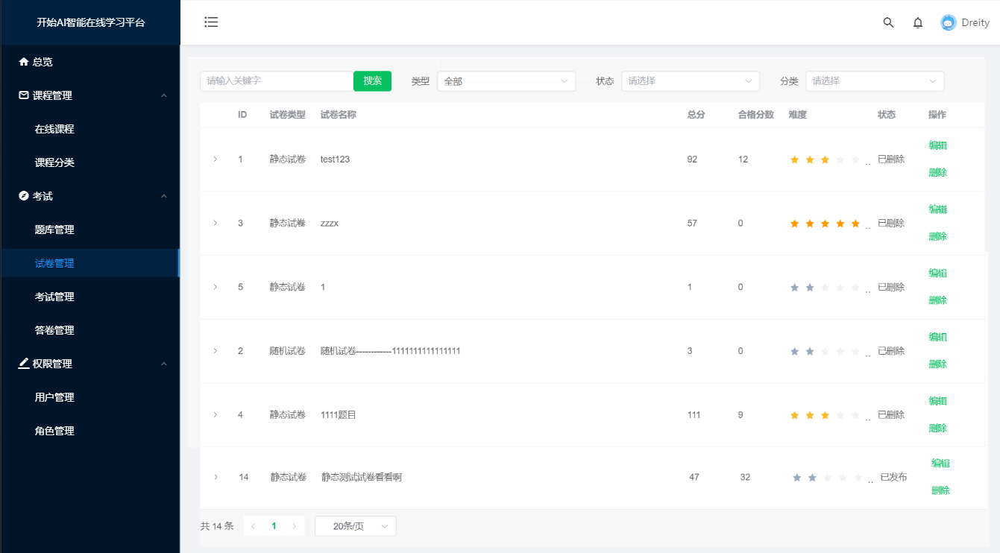 开始AI智能在线学习平台
Dreity
总览
课程管理
在线课程
课程分类
考试
题库管理
试卷管理
考试管理
答卷管理
权限管理
用户管理
角色管理
请输入关键字 搜索 类型 全部 状态 请选择 分类 请选择
ID 试卷类型 试卷名称 总分 合格分数 难度 状态 操作
1 静态试卷 test123 92 12 .. 已删除 编辑
删除
3 静态试卷 zzzx 57 0 .. 已删除 编辑
删除
5 静态试卷 1 1 0 .. 已删除 编辑
删除
2 随机试卷 随机试卷------------1111111111111111 3 0 .. 已删除 编辑
删除
4 静态试卷 1111题目 111 9 .. 已删除 编辑
删除
14 静态试卷 静态测试试卷看看啊 47 32 .. 已发布 编辑
删除
共 14 条 1 20条/页